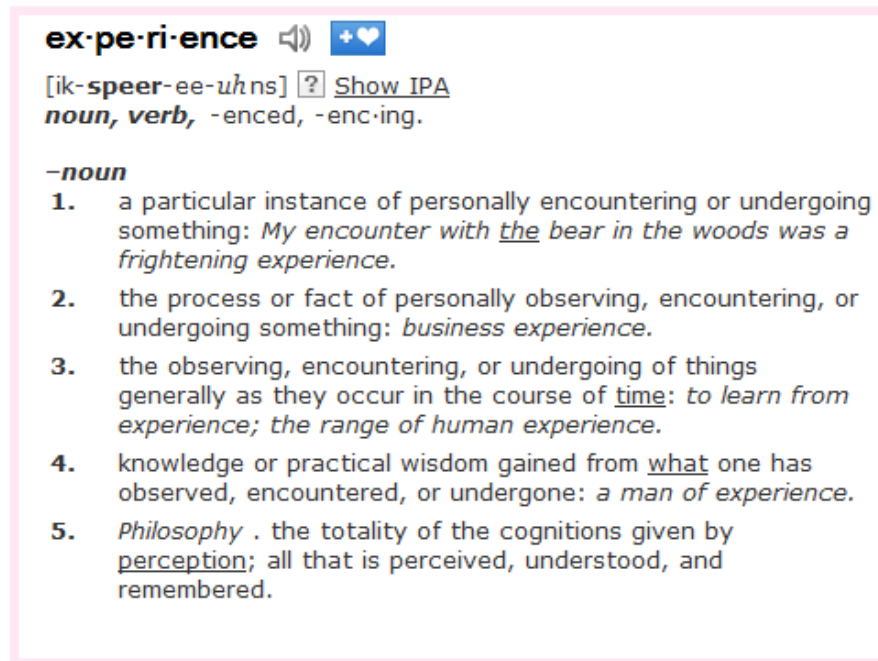 ex·pe·ri·ence
[ik-speer-ee-uhns] ? Show IPA
noun, verb, -enced, -enc·ing.
–noun
1. a particular instance of personally encountering or undergoing
something: My encounter with the bear in the woods was a
frightening experience.
2. the process or fact of personally observing, encountering, or
undergoing something: business experience.
3. the observing, encountering, or undergoing of things
generally as they occur in the course of time: to learn from
experience; the range of human experience.
4. knowledge or practical wisdom gained from what one has
observed, encountered, or undergone: a man of experience.
5. Philosophy . the totality of the cognitions given by
perception; all that is perceived, understood, and
remembered.